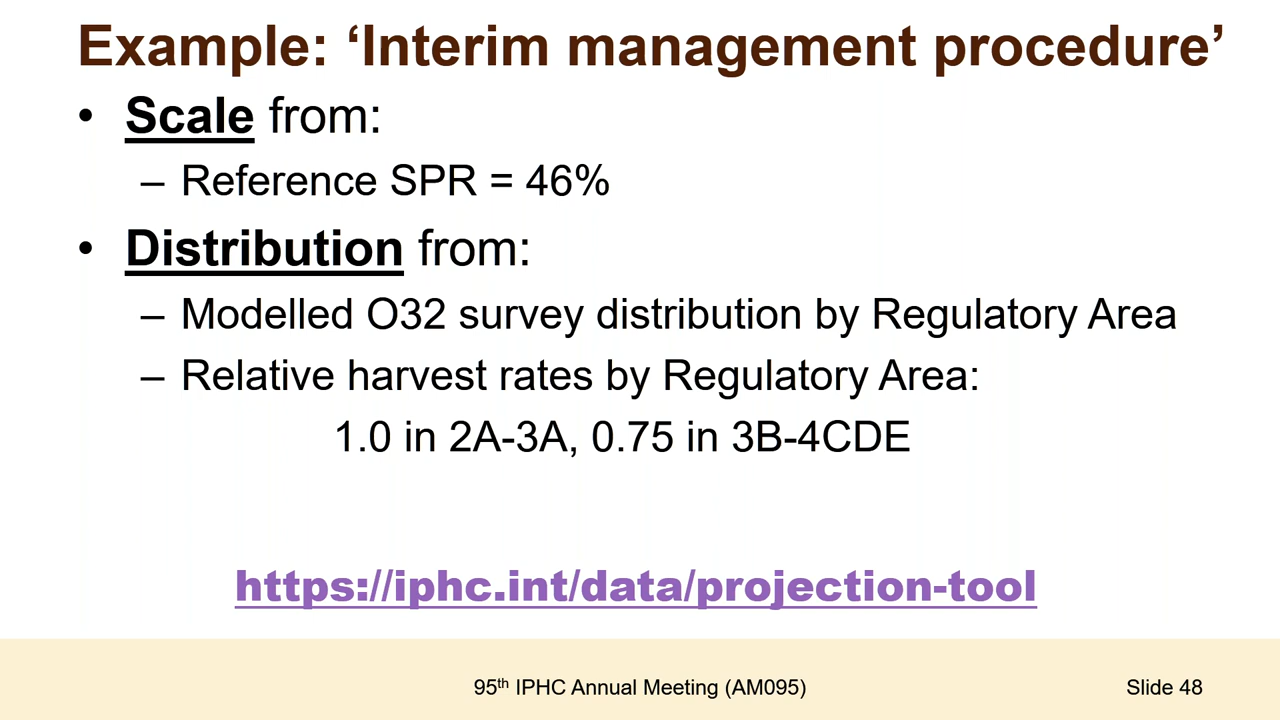 Example: ‘Interim management procedure’
• Scale from:
– Reference SPR = 46%
• Distribution from:
– Modelled O32 survey distribution by Regulatory Area
– Relative harvest rates by Regulatory Area:
1.0 in 2A-3A, 0.75 in 3B-4CDE
https://iphc.int/data/projection-tool
95th IPHC Annual Meeting (AM095)
Slide 48